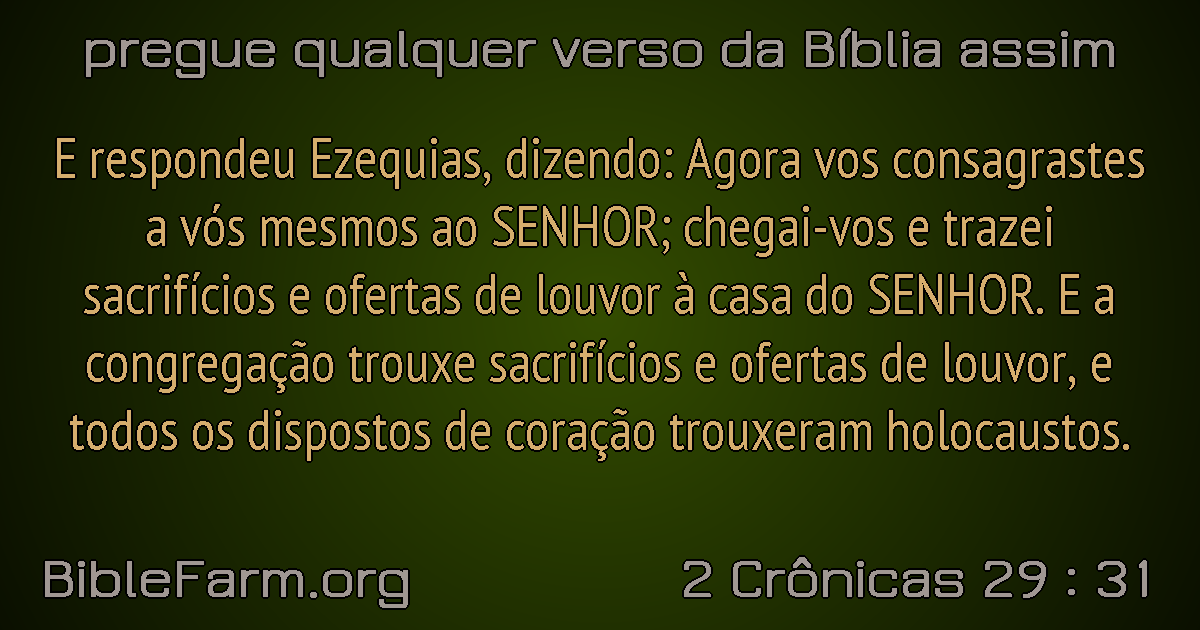 pregue qualquer verso da Bíblia assim
E respondeu Ezequias, dizendo: Agora vos consagrastes
a vós mesmos ao SENHOR; chegai-vos e trazei
sacrifícios e ofertas de louvor à casa do SENHOR. E a
congregação trouxe sacrifícios e ofertas de louvor, e
todos os dispostos de coração trouxeram holocaustos.
BibleFarm.org
2 Crônicas 29 : 31